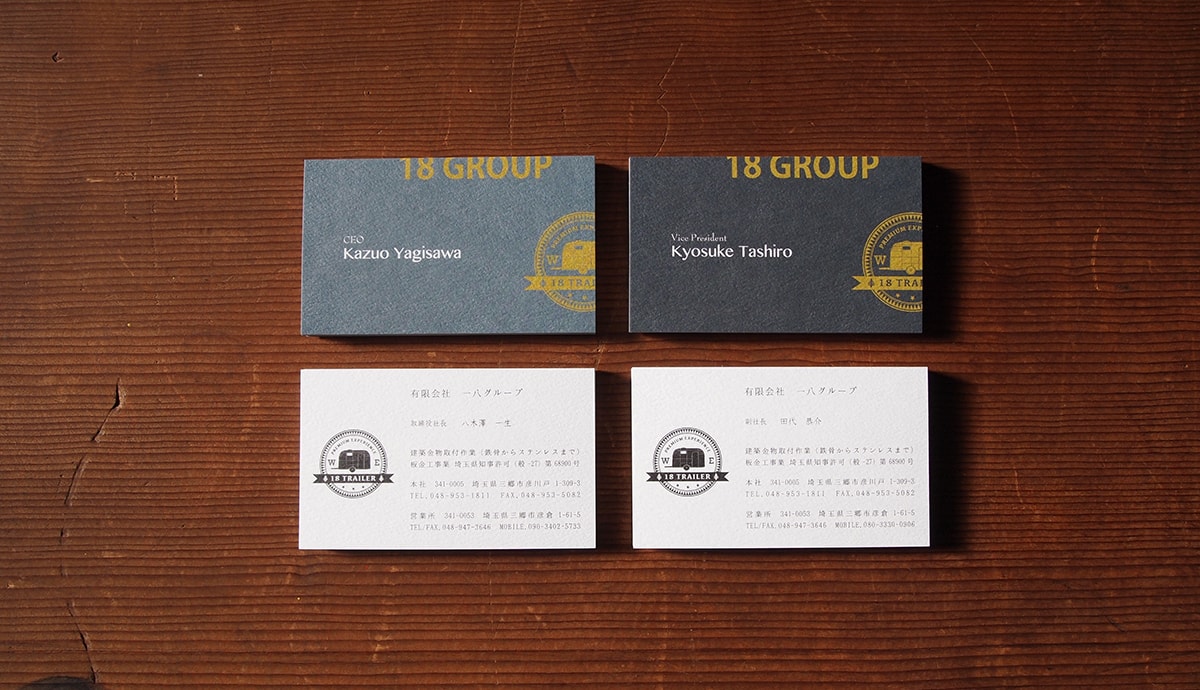 18 GROUP
CEO
Kazuo Yagisawa
PREMIUM EXPE
W
18 TRAILER
18 GROUP
Vice President
Kyosuke Tashiro
PREMIUM EXPE
W
18 TRAILER
有限会社 一八グループ
取締役社長 八木澤 一生
建築金物取付作業（鉄骨からステンレスまで）
板金工事業 埼玉県知事許可（般-27）第68900号
本社 341-0005 埼玉県三郷市彦川戸 1-309-3
TEL.048-953-1811 FAX.048-953-5082
営業所 341-0053 埼玉県三郷市彦倉 1-61-5
TEL/FAX.048-947-3646 MOBILE.090-3402-5733
PREMIUM EXPERIENCE
W E
18 TRAILER
有限会社 一八グループ
副社長 田代 恭介
建築金物取付作業（鉄骨からステンレスまで）
板金工事業 埼玉県知事許可（般-27）第68900号
本社 341-0005 埼玉県三郷市彦川戸 1-309-3
TEL.048-953-1811 FAX.048-953-5082
営業所 341-0053 埼玉県三郷市彦倉 1-61-5
TEL/FAX.048-947-3646 MOBILE.080-3330-0906
PREMIUM EXPERIENCE
W E
18 TRAILER